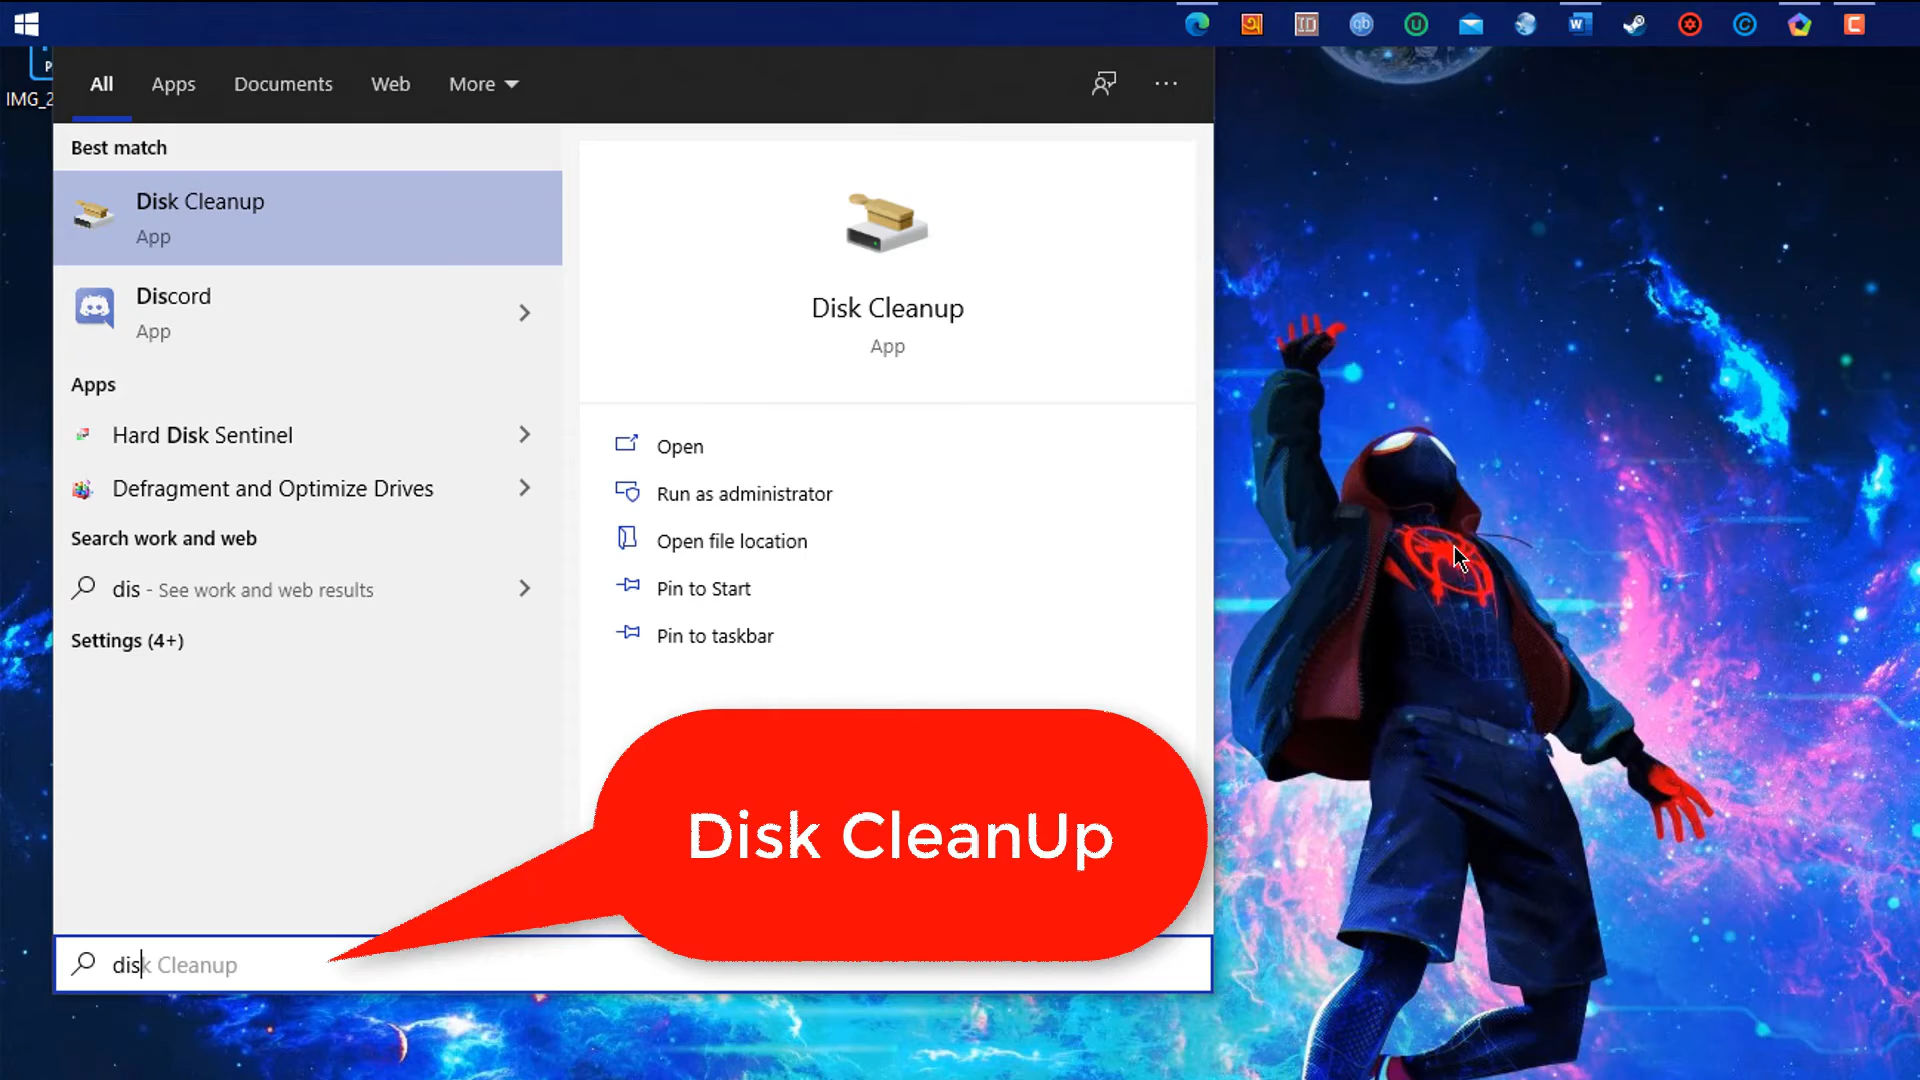 IMG_2
All Apps Documents Web More
Best match
Disk Cleanup
App
Discord
App
Apps
Hard Disk Sentinel
Defragment and Optimize Drives
Search work and web
dis - See work and web results
Settings (4+)
Disk Cleanup
App
Open
Run as administrator
Open file location
Pin to Start
Pin to taskbar
Disk CleanUp
disk Cleanup
ID
qb
U
W
C
C
P